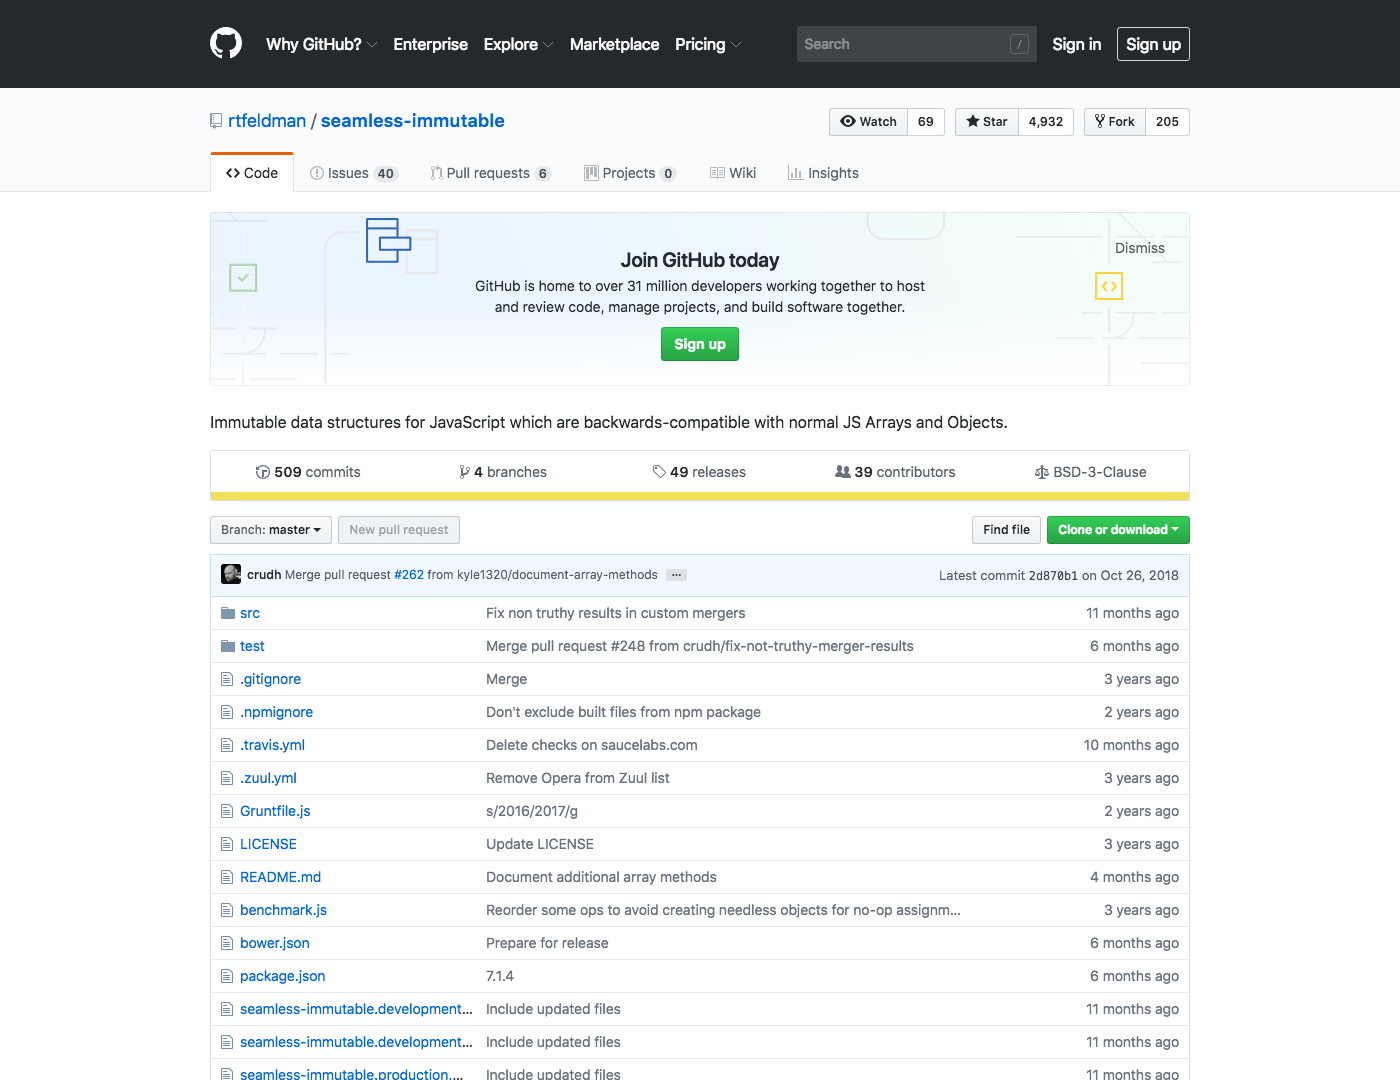 Why GitHub? Enterprise Explore Marketplace Pricing Search / Sign in Sign up
rtfeldman / seamless-immutable Watch 69 Star 4,932 Fork 205
Code Issues 40 Pull requests 6 Projects 0 Wiki Insights
Dismiss
Join GitHub today
GitHub is home to over 31 million developers working together to host
and review code, manage projects, and build software together.
Sign up
Immutable data structures for JavaScript which are backwards-compatible with normal JS Arrays and Objects.
509 commits 4 branches 49 releases 39 contributors BSD-3-Clause
Branch: master New pull request Find file Clone or download
crudh Merge pull request #262 from kyle1320/document-array-methods ... Latest commit 2d870b1 on Oct 26, 2018
src Fix non truthy results in custom mergers 11 months ago
test Merge pull request #248 from crudh/fix-not-truthy-merger-results 6 months ago
.gitignore Merge 3 years ago
.npmignore Don't exclude built files from npm package 2 years ago
.travis.yml Delete checks on saucelabs.com 10 months ago
.zuul.yml Remove Opera from Zuul list 3 years ago
Gruntfile.js s/2016/2017/g 2 years ago
LICENSE Update LICENSE 3 years ago
README.md Document additional array methods 4 months ago
benchmark.js Reorder some ops to avoid creating needless objects for no-op assignm... 3 years ago
bower.json Prepare for release 6 months ago
package.json 7.1.4 6 months ago
seamless-immutable.development... Include updated files 11 months ago
seamless-immutable.development... Include updated files 11 months ago
seamless-immutable.production.... Include updated files 11 months ago